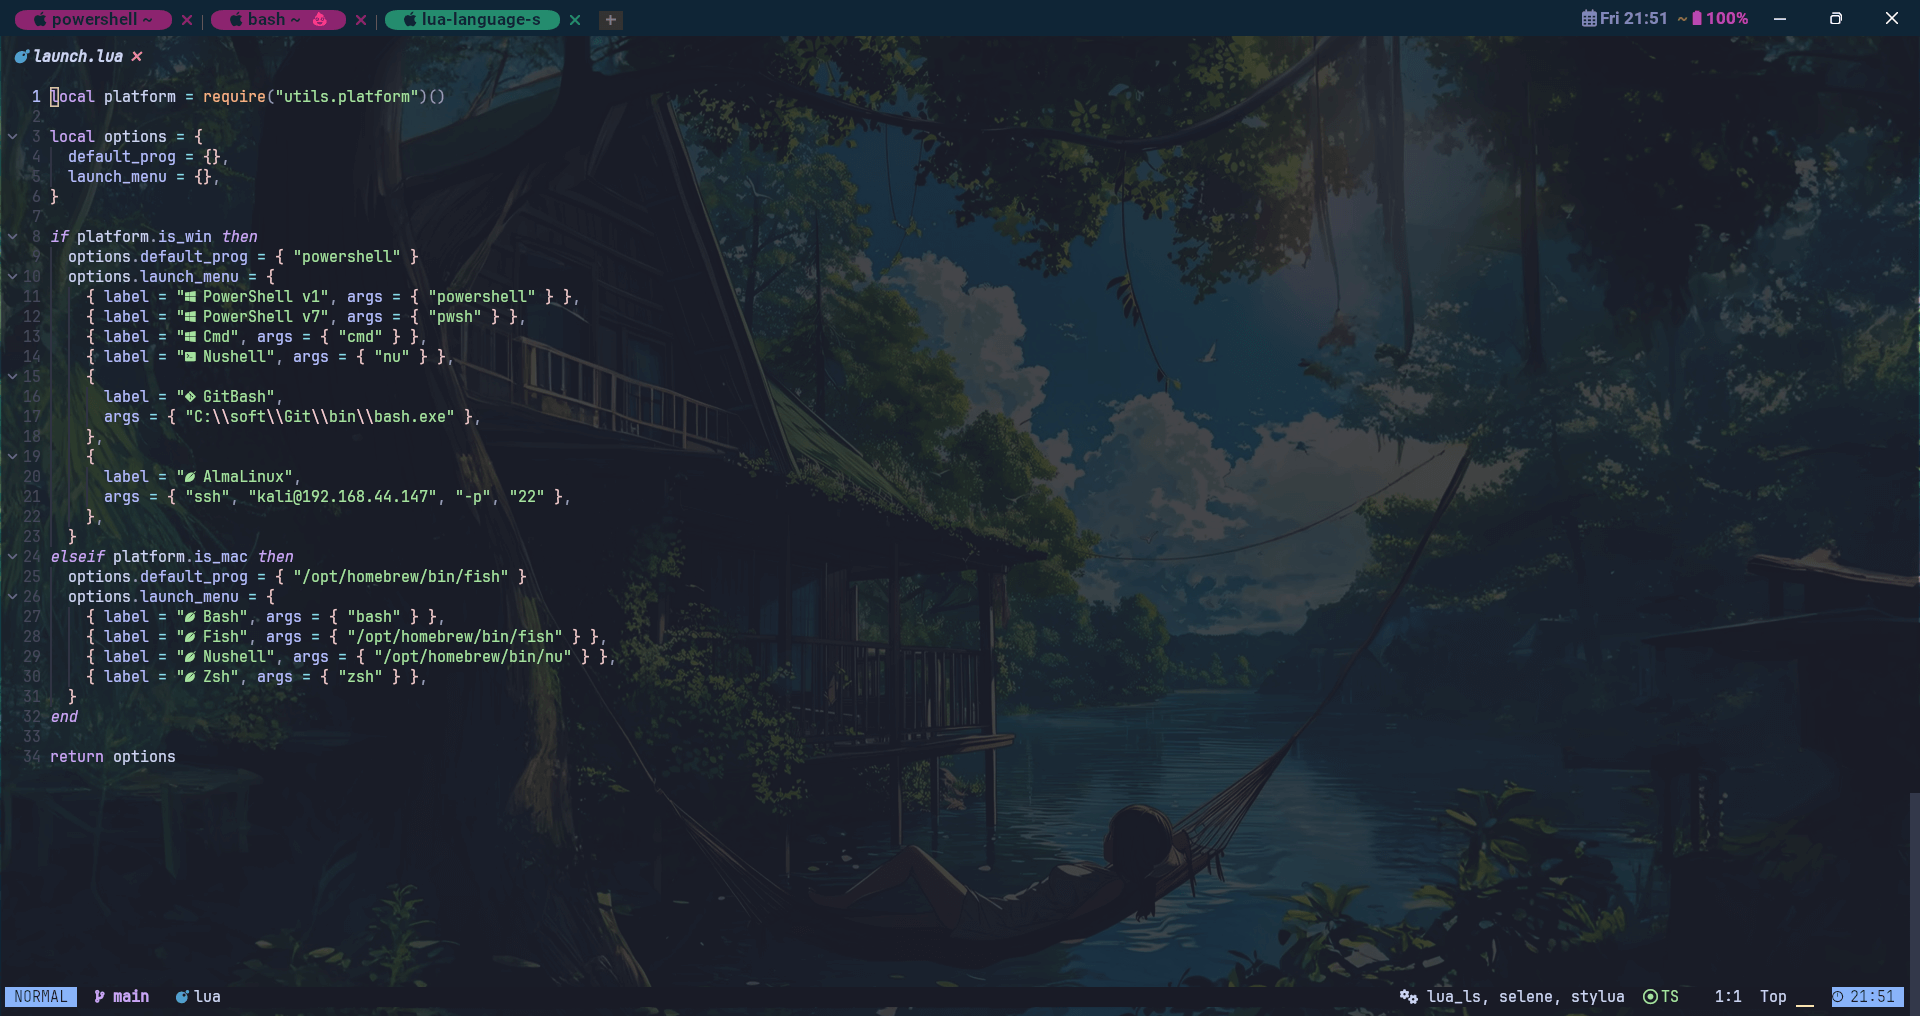 powershell ~ × | bash ~ × | lua-language-s × +
Fri 21:51 ~ 100%
launch.lua ×
1 local platform = require("utils.platform")()
2
3 local options = {
4 default_prog = {},
5 launch_menu = {},
6 }
7
8 if platform.is_win then
9 options.default_prog = { "powershell" }
10 options.launch_menu = {
11 { label = " PowerShell v1", args = { "powershell" } },
12 { label = " PowerShell v7", args = { "pwsh" } },
13 { label = " Cmd", args = { "cmd" } },
14 { label = " Nushell", args = { "nu" } },
15 {
16 label = " GitBash",
17 args = { "C:\\soft\\Git\\bin\\bash.exe" },
18 },
19 {
20 label = " AlmaLinux",
21 args = { "ssh", "kali@192.168.44.147", "-p", "22" },
22 },
23 }
24 elseif platform.is_mac then
25 options.default_prog = { "/opt/homebrew/bin/fish" }
26 options.launch_menu = {
27 { label = " Bash", args = { "bash" } },
28 { label = " Fish", args = { "/opt/homebrew/bin/fish" } },
29 { label = " Nushell", args = { "/opt/homebrew/bin/nu" } },
30 { label = " Zsh", args = { "zsh" } },
31 }
32 end
33
34 return options
NORMAL main lua
lua_ls, selene, stylua TS 1:1 Top __ 21:51